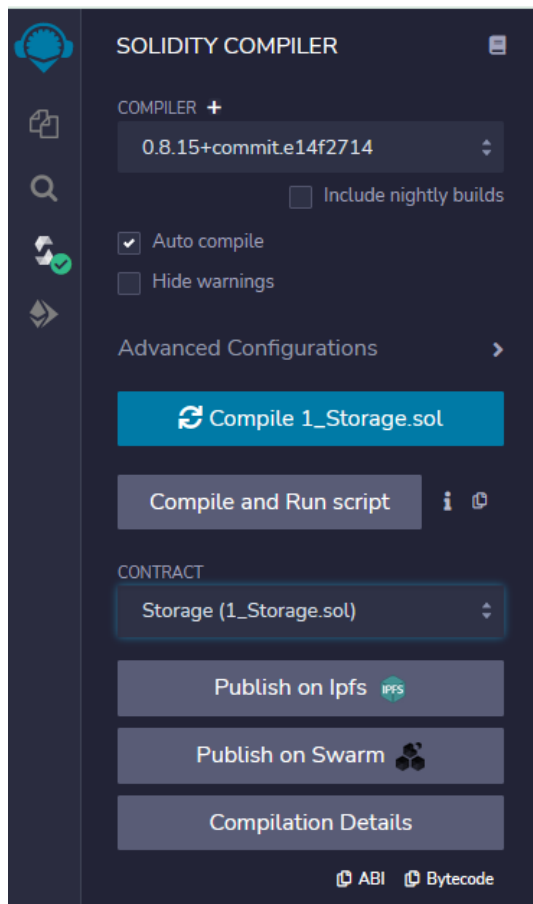 SOLIDITY COMPILER
COMPILER +
0.8.15+commit.e14f2714
Include nightly builds
Auto compile
Hide warnings
Advanced Configurations
Compile 1_Storage.sol
Compile and Run script
CONTRACT
Storage (1_Storage.sol)
Publish on Ipfs IPFS
Publish on Swarm
Compilation Details
ABI Bytecode